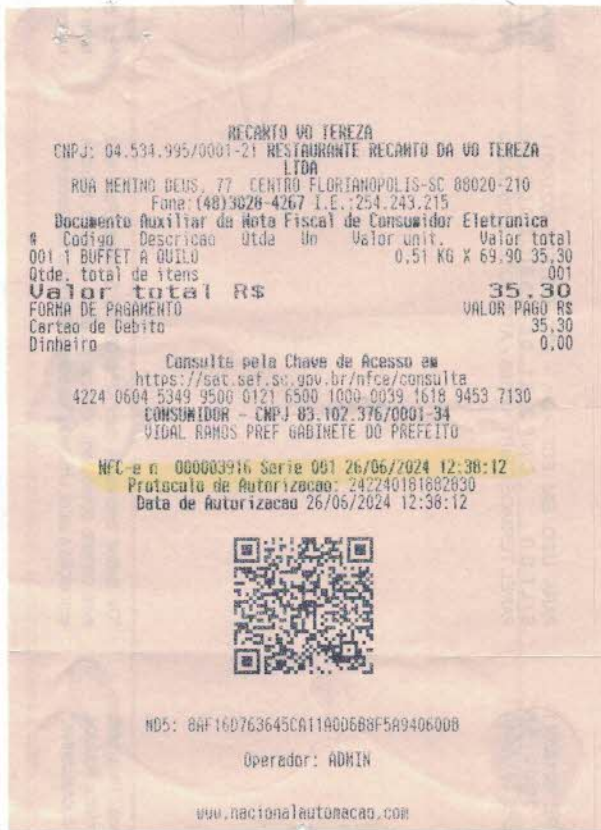 RECANTO VO TEREZA
CNPJ: 04.534.995/0001-21 RESTAURANTE RECANTO DA VO TEREZA
LTDA
RUA MENINO DEUS, 77 CENTRO FLORIANOPOLIS-SC 88020-210
Fone:(48)3028-4267 I.E.:254.243.215
Documento Auxiliar da Nota Fiscal de Consumidor Eletronica
# Codigo Descricao Qtde Un Valor unit. Valor total
001 1 BUFFET A QUILO 0,51 KG X 69,90 35,30
Qtde. total de itens 001
Valor total R$ 35,30
FORMA DE PAGAMENTO VALOR PAGO R$
Cartao de Debito 35,30
Dinheiro 0,00
Consulte pela Chave de Acesso em
https://sat.sef.sc.gov.br/nfce/consulta
4224 0604 5349 9500 0121 6500 1000 0039 1618 9453 7130
CONSUMIDOR - CNPJ 83.102.376/0001-34
VIDAL RAMOS PREF GABINETE DO PREFEITO
NFC-e n 000003916 Serie 001 26/06/2024 12:38:12
Protocolo de Autorizacao: 242240181882830
Data de Autorizacao 26/06/2024 12:38:12
MD5: 8AF16D763645CA11A0D6B8F5A9406DDB
Operador: ADMIN
www.nacionalautomacao.com